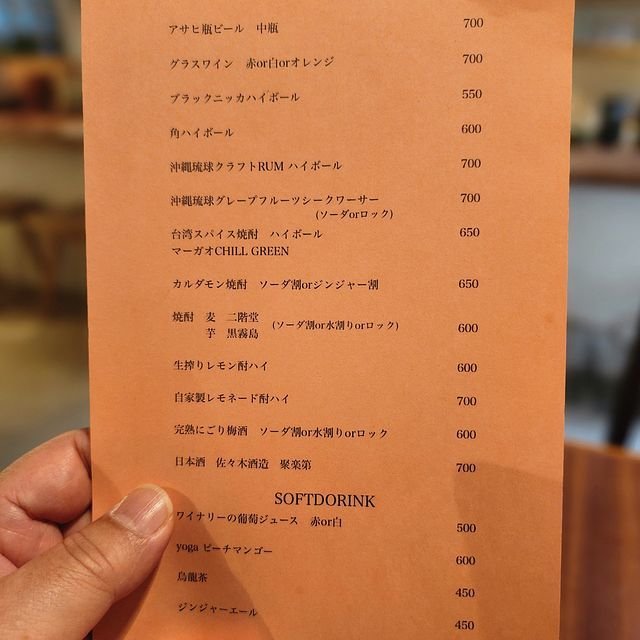 アサヒ瓶ビール　中瓶　700
グラスワイン　赤or白orオレンジ　700
ブラックニッカハイボール　550
角ハイボール　600
沖縄琉球クラフトRUM ハイボール　700
沖縄琉球グレープフルーツシークワーサー　700
(ソーダorロック)
台湾スパイス焼酎　ハイボール　650
マーガオCHILL GREEN
カルダモン焼酎　ソーダ割orジンジャー割　650
焼酎　麦　二階堂
(ソーダ割or水割りorロック)　600
芋　黒霧島
生搾りレモン酎ハイ　600
自家製レモネード酎ハイ　700
完熟にごり梅酒　ソーダ割or水割りorロック　600
日本酒　佐々木酒造　聚楽第　700
SOFTDORINK
ワイナリーの葡萄ジュース　赤or白　500
yoga ピーチマンゴー　600
烏龍茶　450
ジンジャーエール　450